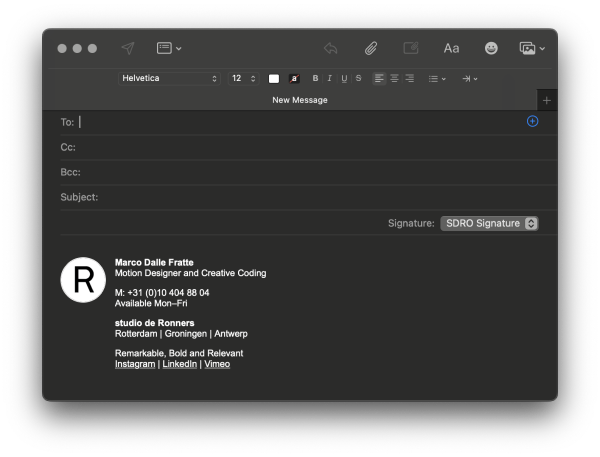 Aa
Helvetica 12 a B I U S
New Message
To:
Cc:
Bcc:
Subject:
Signature: SDRO Signature
R
Marco Dalle Fratte
Motion Designer and Creative Coding
M: +31 (0)10 404 88 04
Available Mon–Fri
studio de Ronners
Rotterdam | Groningen | Antwerp
Remarkable, Bold and Relevant
Instagram | LinkedIn | Vimeo